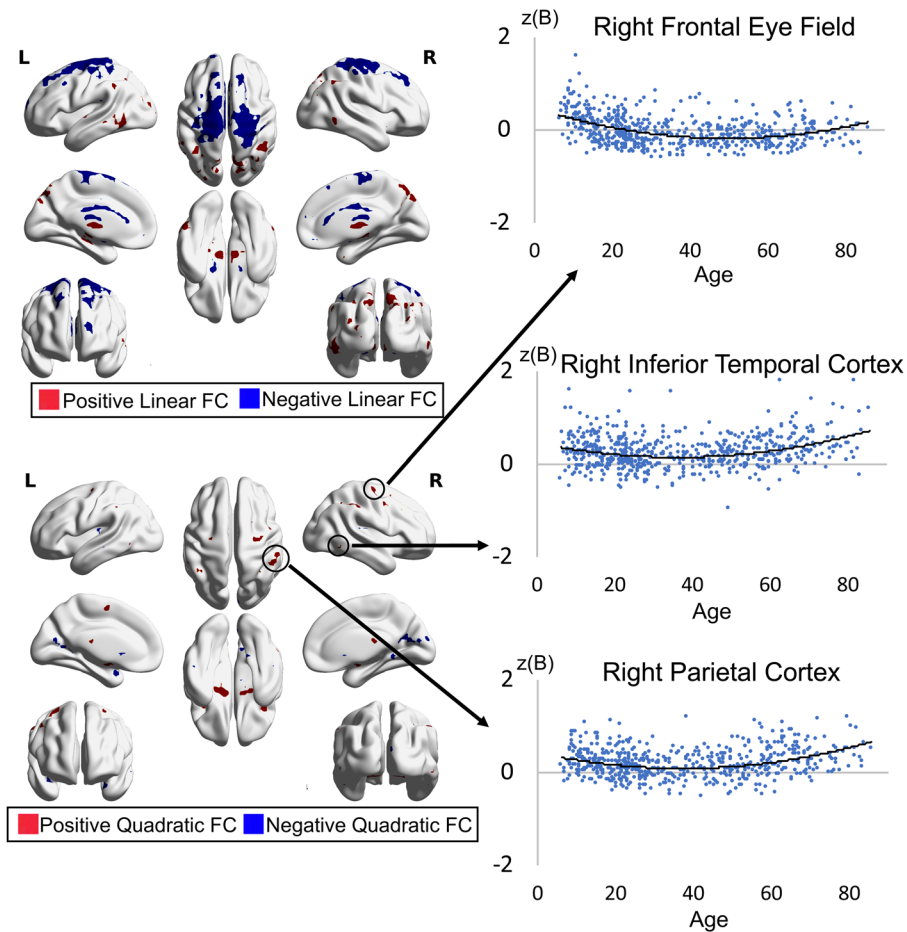 L
R
Positive Linear FC
Negative Linear FC
L
R
Positive Quadratic FC
Negative Quadratic FC
z(B)
Right Frontal Eye Field
2
0
-2
0
20
40
60
80
Age
z(B)
Right Inferior Temporal Cortex
2
0
-2
0
20
40
60
80
Age
z(B)
Right Parietal Cortex
2
0
-2
0
20
40
60
80
Age